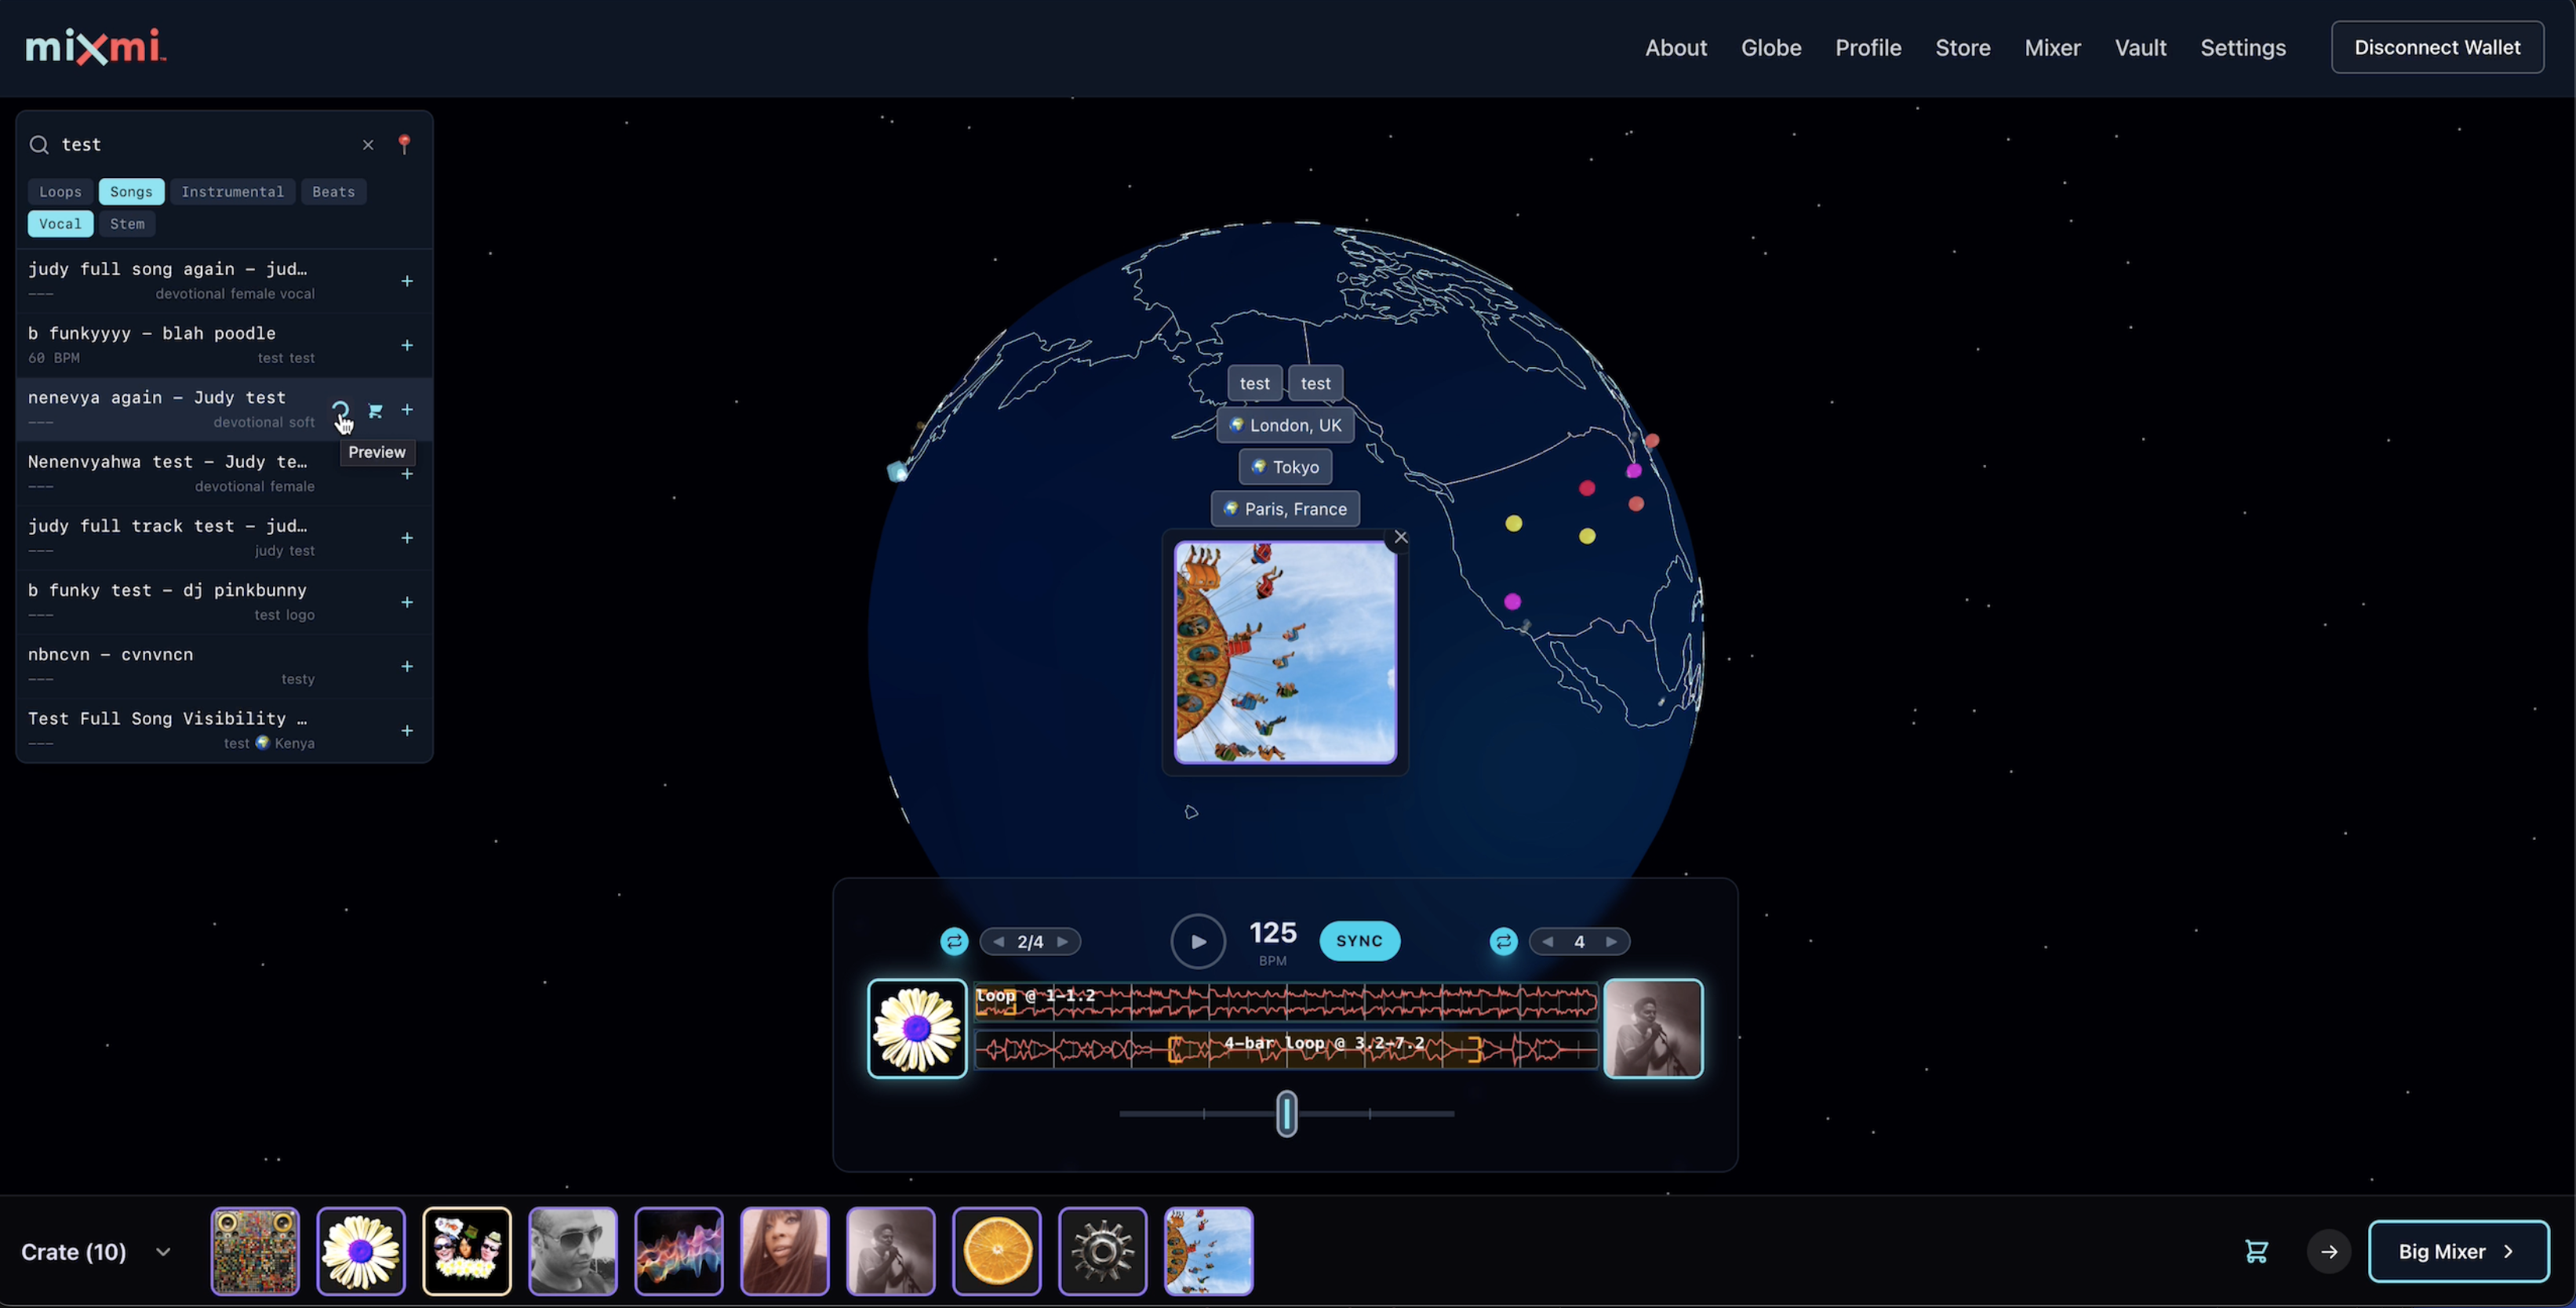 mixmi
About Globe Profile Store Mixer Vault Settings Disconnect Wallet
test
Loops Songs Instrumental Beats
Vocal Stem
judy full song again – jud…
––– devotional female vocal
b funkyyyy – blah poodle
60 BPM test test
nenevya again – Judy test
––– devotional soft
Preview
Nenenvyahwa test – Judy te…
––– devotional female
judy full track test – jud…
––– judy test
b funky test – dj pinkbunny
––– test logo
nbncvn – cvnvncn
––– testy
Test Full Song Visibility …
––– test 🌍 Kenya
test test
🌍 London, UK
🌍 Tokyo
🌍 Paris, France
2/4 125 SYNC 4
BPM
loop @ 1–1.2
4-bar loop @ 3.2–7.2
Crate (10) Big Mixer